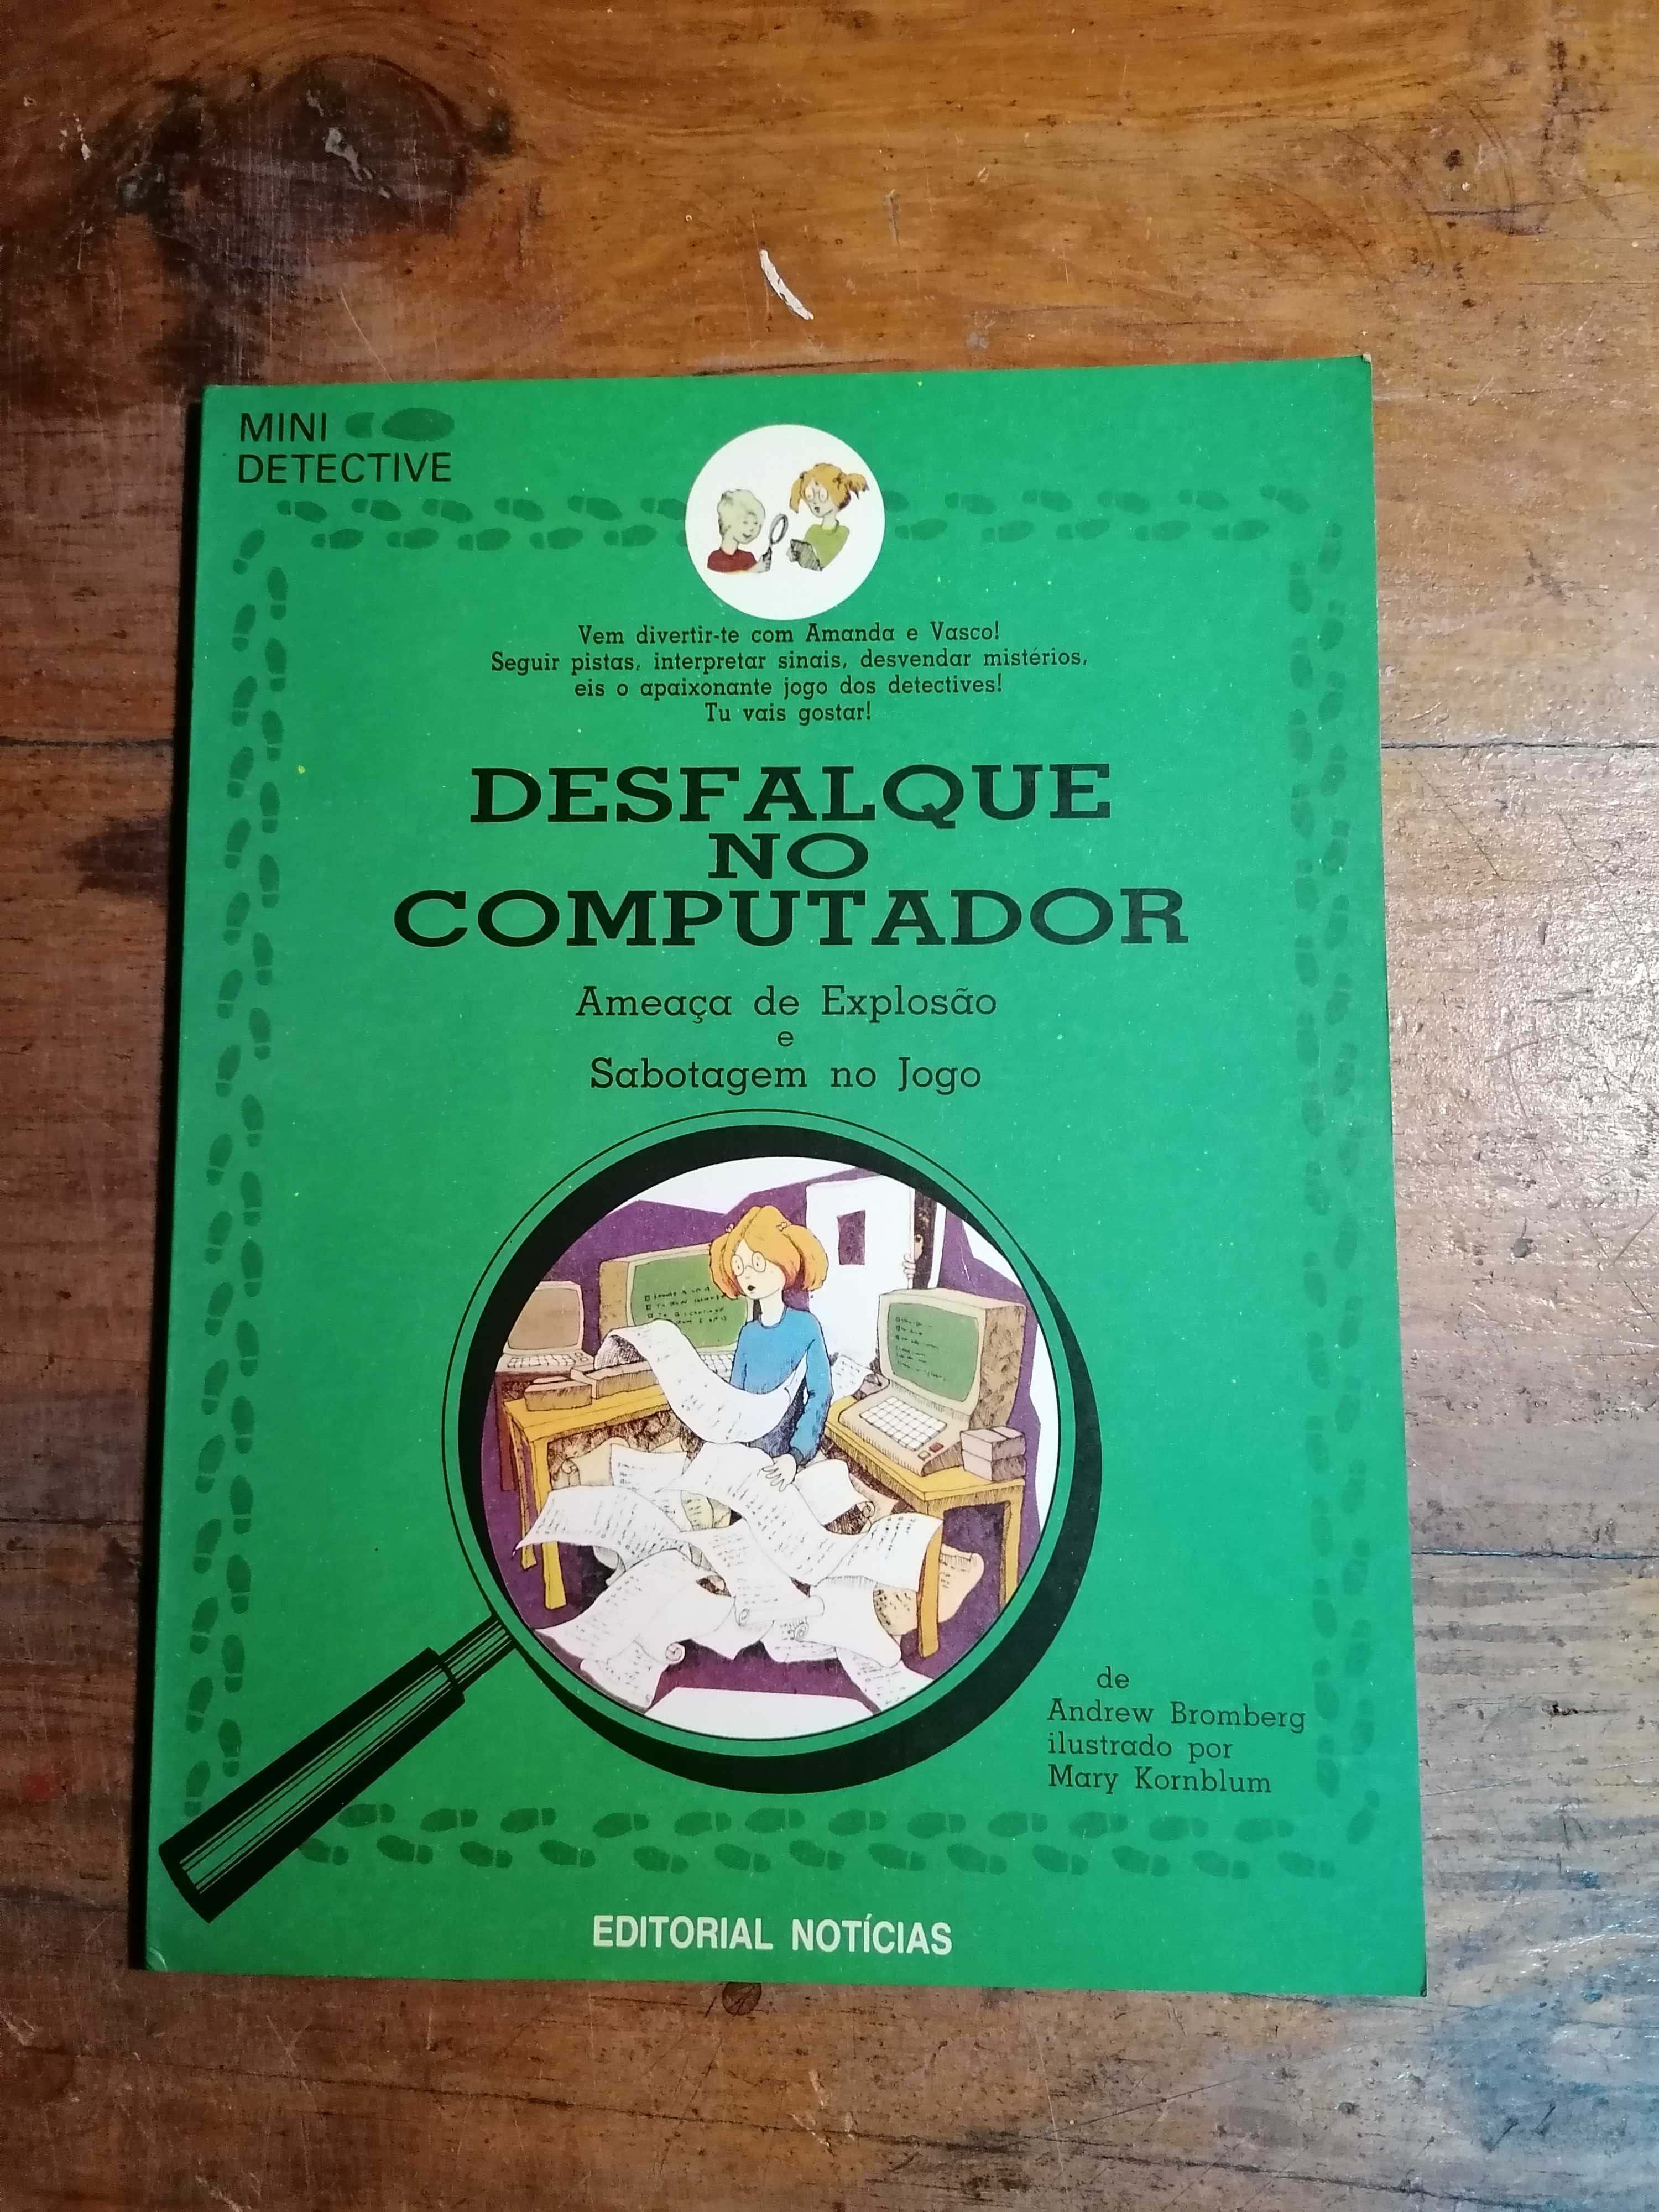 MINI
DETECTIVE
Vem divertir-te com Amanda e Vasco!
Seguir pistas, interpretar sinais, desvendar mistérios,
eis o apaixonante jogo dos detectives!
Tu vais gostar!
DESFALQUE
NO
COMPUTADOR
Ameaça de Explosão
e
Sabotagem no Jogo
de
Andrew Bromberg
ilustrado por
Mary Kornblum
EDITORIAL NOTÍCIAS